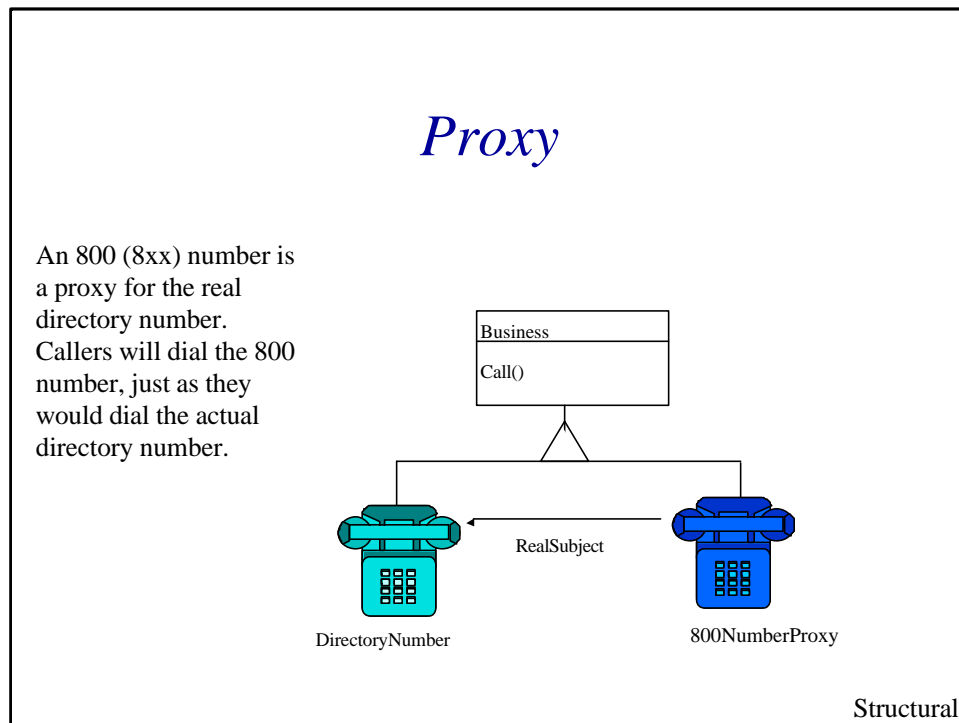 Proxy
An 800 (8xx) number is
a proxy for the real
directory number.
Callers will dial the 800
number, just as they
would dial the actual
directory number.
Business
Call()
RealSubject
DirectoryNumber
800NumberProxy
Structural